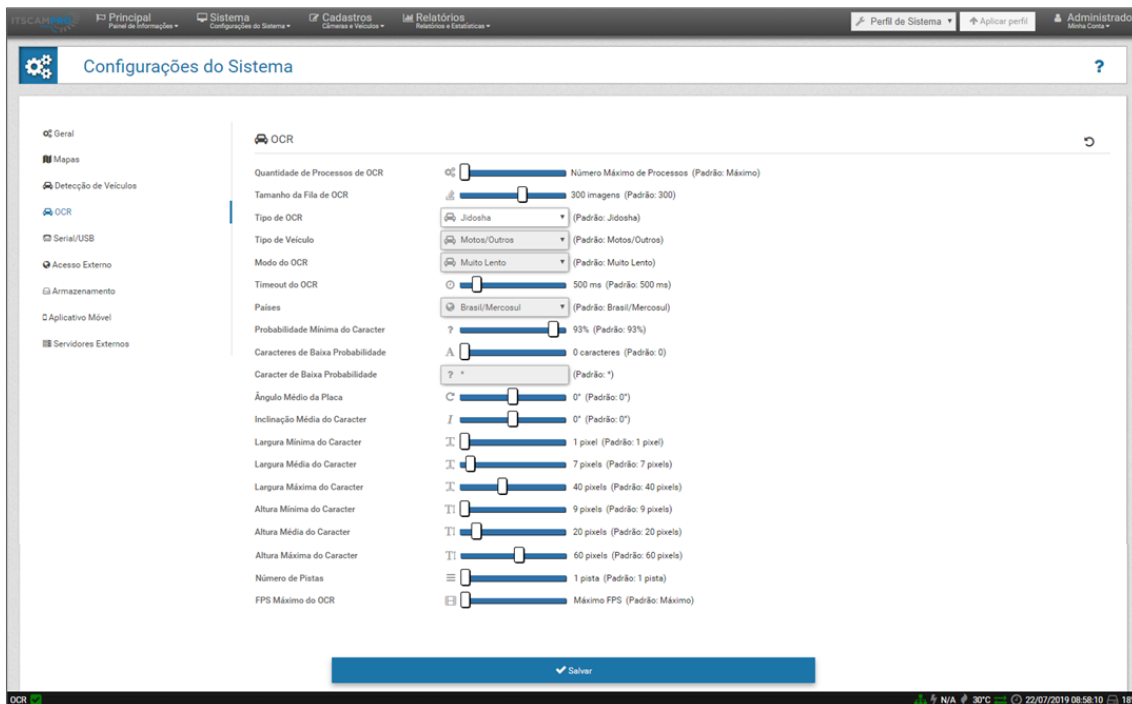 ITSCAMPRO Principal Sistema Cadastros Relatórios Perfil de Sistema Aplicar perfil Administrado
Painel de Informações Configurações do Sistema Câmeras e Veículos Relatórios e Estatísticas Minha Conta
Configurações do Sistema ?
Geral
Mapas
Detecção de Veículos
OCR
Serial/USB
Acesso Externo
Armazenamento
Aplicativo Móvel
Servidores Externos
OCR
Quantidade de Processos de OCR Número Máximo de Processos (Padrão: Máximo)
Tamanho da Fila de OCR 300 imagens (Padrão: 300)
Tipo de OCR Jidosha (Padrão: Jidosha)
Tipo de Veículo Motos/Outros (Padrão: Motos/Outros)
Modo do OCR Muito Lento (Padrão: Muito Lento)
Timeout do OCR 500 ms (Padrão: 500 ms)
Países Brasil/Mercosul (Padrão: Brasil/Mercosul)
Probabilidade Mínima do Caracter ? 93% (Padrão: 93%)
Caracteres de Baixa Probabilidade A 0 caracteres (Padrão: 0)
Caracter de Baixa Probabilidade ? * (Padrão: *)
Ângulo Médio da Placa 0° (Padrão: 0°)
Inclinação Média do Caracter I 0° (Padrão: 0°)
Largura Mínima do Caracter 1 pixel (Padrão: 1 pixel)
Largura Média do Caracter 7 pixels (Padrão: 7 pixels)
Largura Máxima do Caracter 40 pixels (Padrão: 40 pixels)
Altura Mínima do Caracter 9 pixels (Padrão: 9 pixels)
Altura Média do Caracter 20 pixels (Padrão: 20 pixels)
Altura Máxima do Caracter 60 pixels (Padrão: 60 pixels)
Número de Pistas 1 pista (Padrão: 1 pista)
FPS Máximo do OCR Máximo FPS (Padrão: Máximo)
Salvar
OCR N/A 30°C 22/07/2019 08:58:10 18